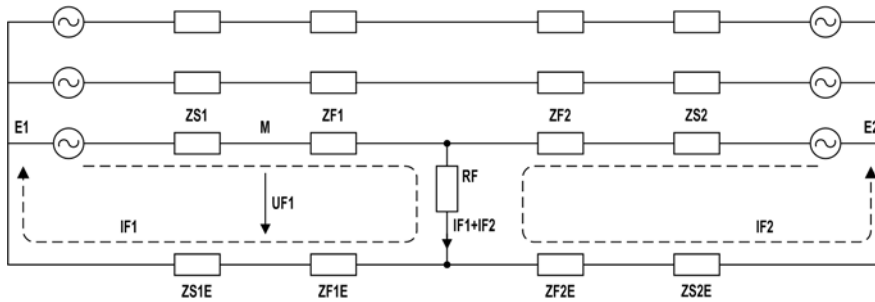 ZS1 ZF1 ZF2 ZS2
E1 M E2
RF
UF1
IF1 IF1+IF2 IF2
ZS1E ZF1E ZF2E ZS2E